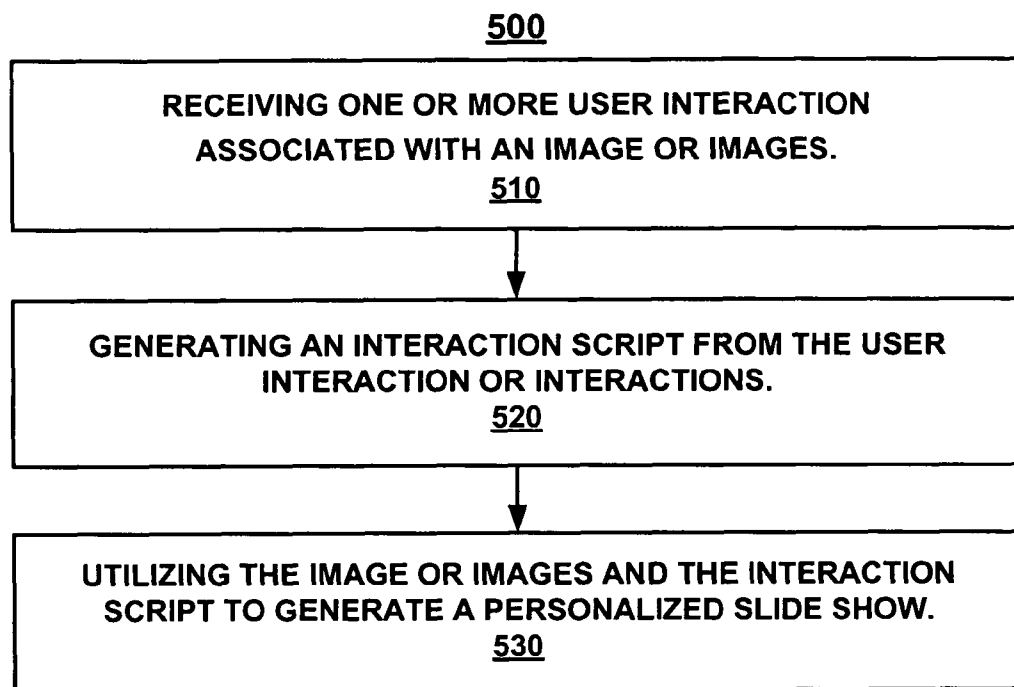 500
RECEIVING ONE OR MORE USER INTERACTION
ASSOCIATED WITH AN IMAGE OR IMAGES.
510
GENERATING AN INTERACTION SCRIPT FROM THE USER
INTERACTION OR INTERACTIONS.
520
UTILIZING THE IMAGE OR IMAGES AND THE INTERACTION
SCRIPT TO GENERATE A PERSONALIZED SLIDE SHOW.
530